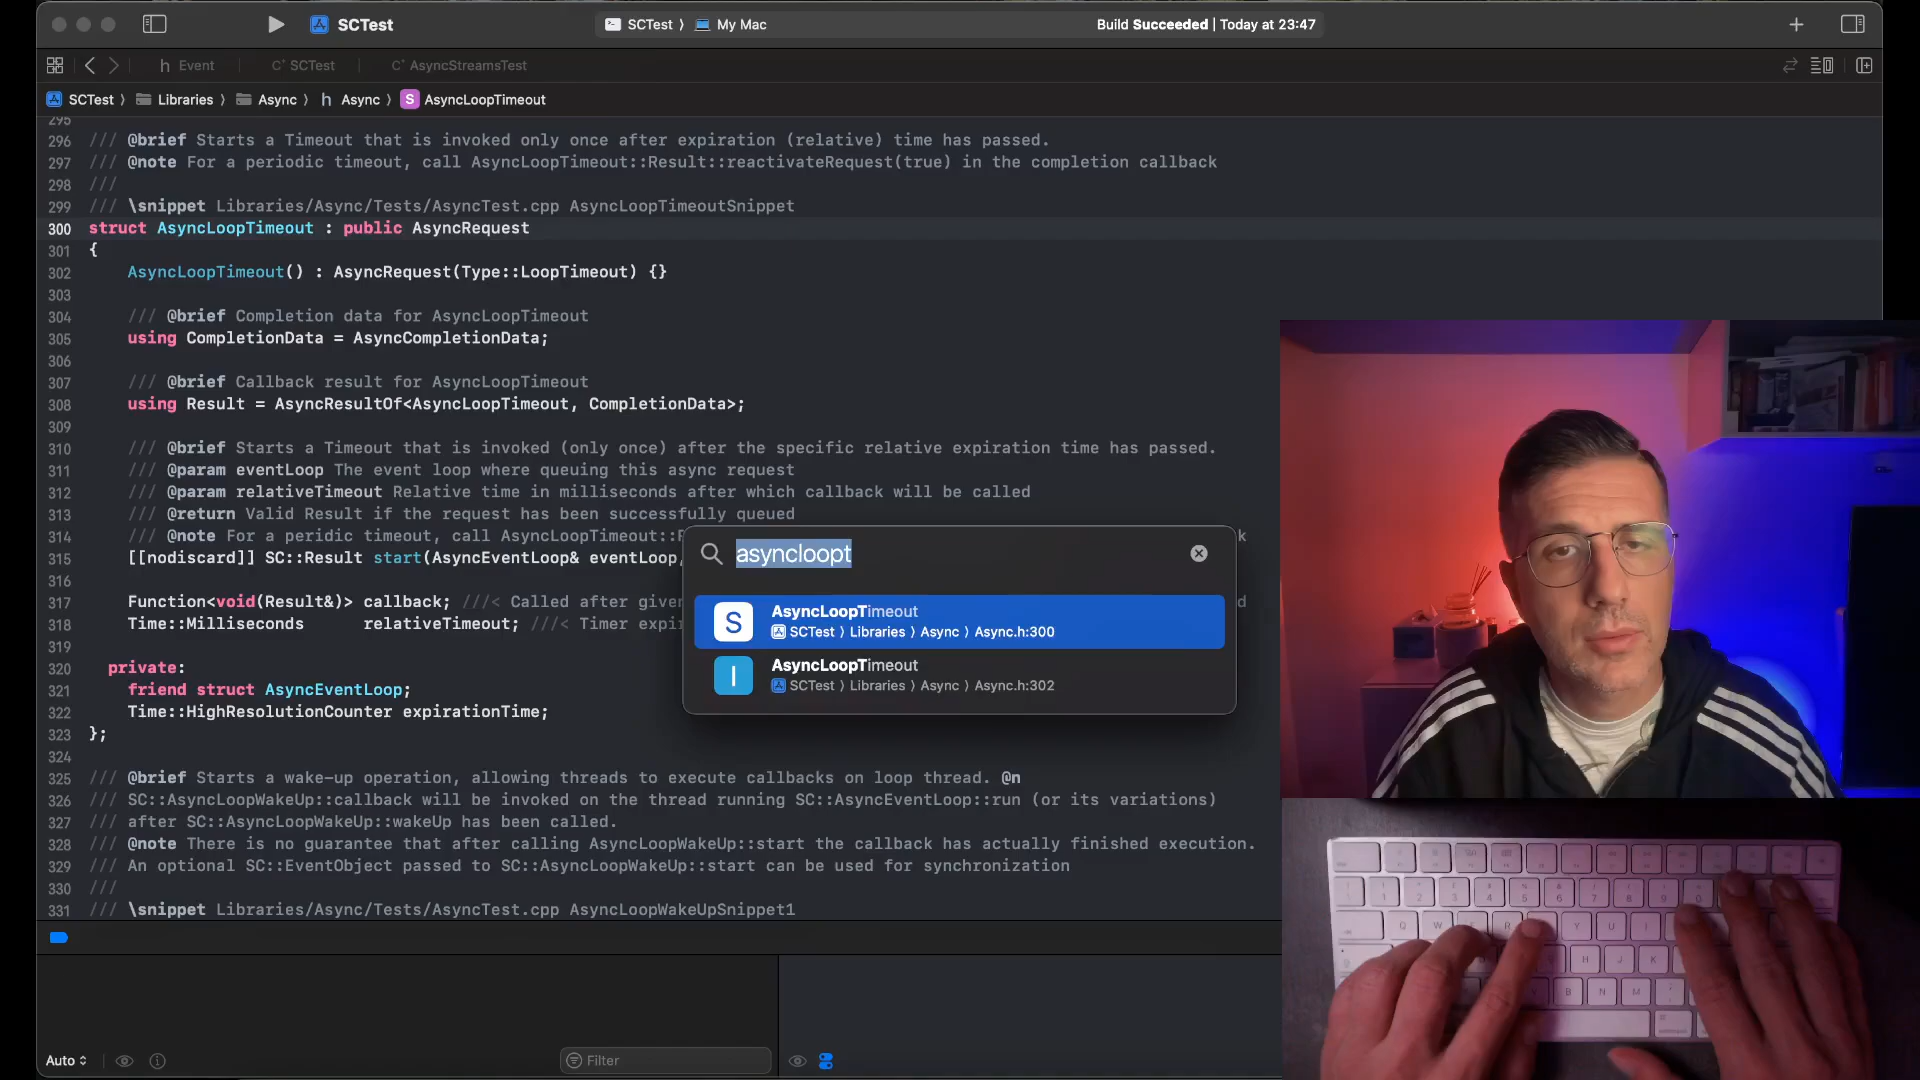 SCTest
SCTest 〉 My Mac
Build Succeeded | Today at 23:47
h Event
C⁺ SCTest
C⁺ AsyncStreamsTest
SCTest 〉 Libraries 〉 Async 〉 h Async 〉 S AsyncLoopTimeout
295
296 /// @brief Starts a Timeout that is invoked only once after expiration (relative) time has passed.
297 /// @note For a periodic timeout, call AsyncLoopTimeout::Result::reactivateRequest(true) in the completion callback
298 ///
299 /// \snippet Libraries/Async/Tests/AsyncTest.cpp AsyncLoopTimeoutSnippet
300 struct AsyncLoopTimeout : public AsyncRequest
301 {
302 AsyncLoopTimeout() : AsyncRequest(Type::LoopTimeout) {}
303
304 /// @brief Completion data for AsyncLoopTimeout
305 using CompletionData = AsyncCompletionData;
306
307 /// @brief Callback result for AsyncLoopTimeout
308 using Result = AsyncResultOf<AsyncLoopTimeout, CompletionData>;
309
310 /// @brief Starts a Timeout that is invoked (only once) after the specific relative expiration time has passed.
311 /// @param eventLoop The event loop where queuing this async request
312 /// @param relativeTimeout Relative time in milliseconds after which callback will be called
313 /// @return Valid Result if the request has been successfully queued
314 /// @note For a peridic timeout, call AsyncLoopTimeout::
315 [[nodiscard]] SC::Result start(AsyncEventLoop& eventLoop,
316
317 Function<void(Result&)> callback; ///< Called after give
318 Time::Milliseconds relativeTimeout; ///< Timer expi
319
320 private:
321 friend struct AsyncEventLoop;
322 Time::HighResolutionCounter expirationTime;
323 };
324
325 /// @brief Starts a wake-up operation, allowing threads to execute callbacks on loop thread. @n
326 /// SC::AsyncLoopWakeUp::callback will be invoked on the thread running SC::AsyncEventLoop::run (or its variations)
327 /// after SC::AsyncLoopWakeUp::wakeUp has been called.
328 /// @note There is no guarantee that after calling AsyncLoopWakeUp::start the callback has actually finished execution.
329 /// An optional SC::EventObject passed to SC::AsyncLoopWakeUp::start can be used for synchronization
330 ///
331 /// \snippet Libraries/Async/Tests/AsyncTest.cpp AsyncLoopWakeUpSnippet1
asyncloopt
S AsyncLoopTimeout
SCTest 〉 Libraries 〉 Async 〉 Async.h:300
I AsyncLoopTimeout
SCTest 〉 Libraries 〉 Async 〉 Async.h:302
Auto
Filter